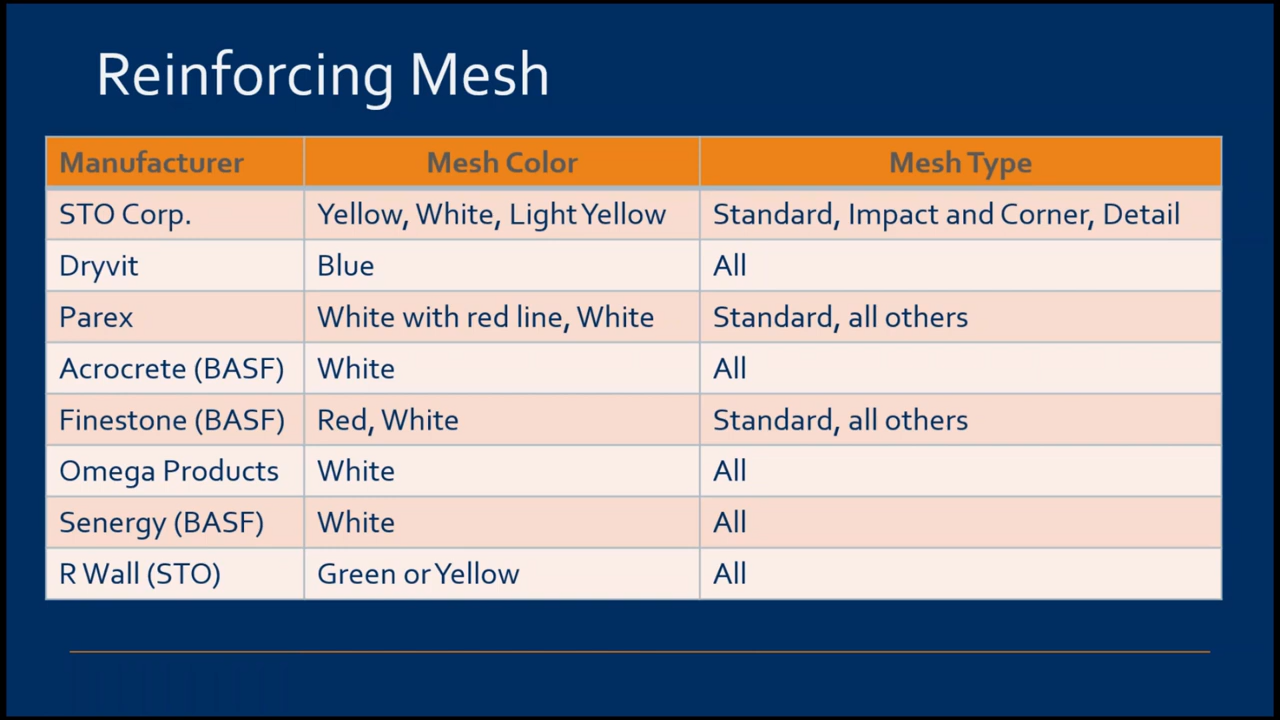 Reinforcing Mesh
Manufacturer Mesh Color Mesh Type
STO Corp. Yellow, White, Light Yellow Standard, Impact and Corner, Detail
Dryvit Blue All
Parex White with red line, White Standard, all others
Acrocrete (BASF) White All
Finestone (BASF) Red, White Standard, all others
Omega Products White All
Senergy (BASF) White All
R Wall (STO) Green or Yellow All